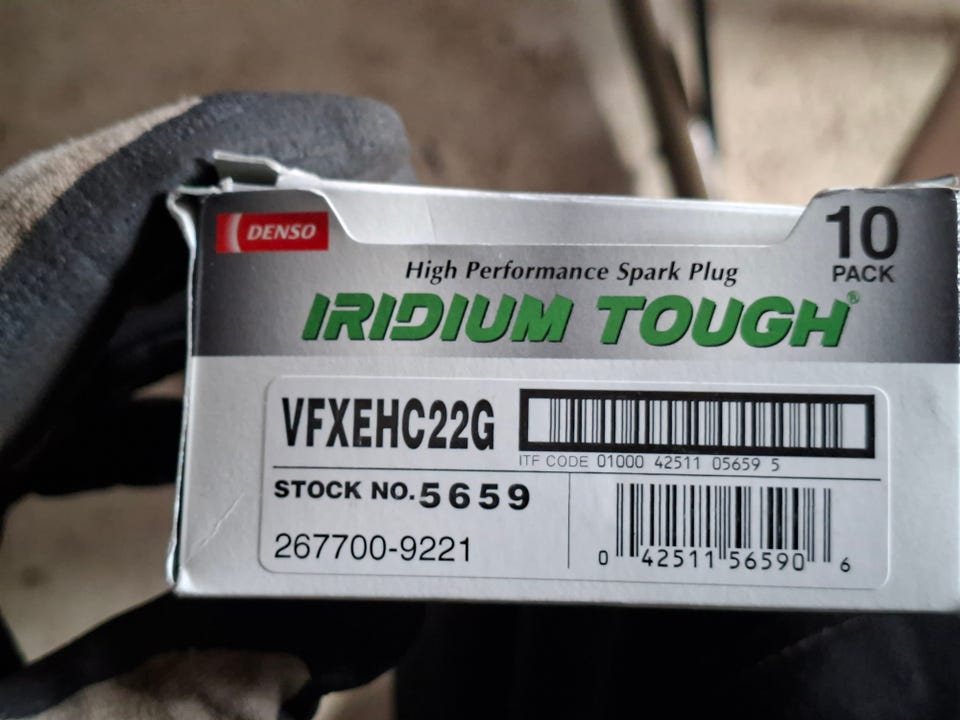 DENSO
10
PACK
High Performance Spark Plug
IRIDIUM TOUGH®
VFXEHC22G
ITF CODE 01000 42511 05659 5
STOCK NO. 5659
267700-9221
0 42511 56590 6